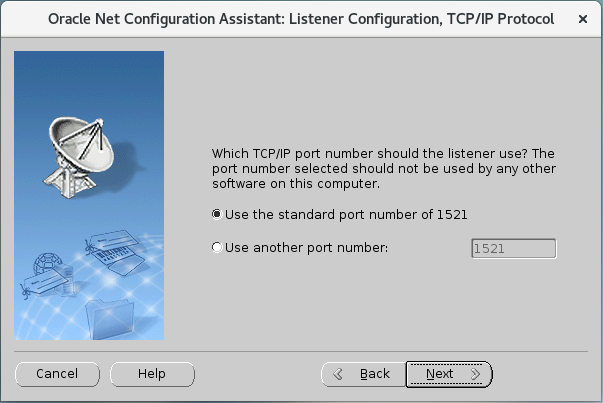 Oracle Net Configuration Assistant: Listener Configuration, TCP/IP Protocol
Which TCP/IP port number should the listener use? The
port number selected should not be used by any other
software on this computer.
Use the standard port number of 1521
Use another port number: 1521
Cancel Help Back Next